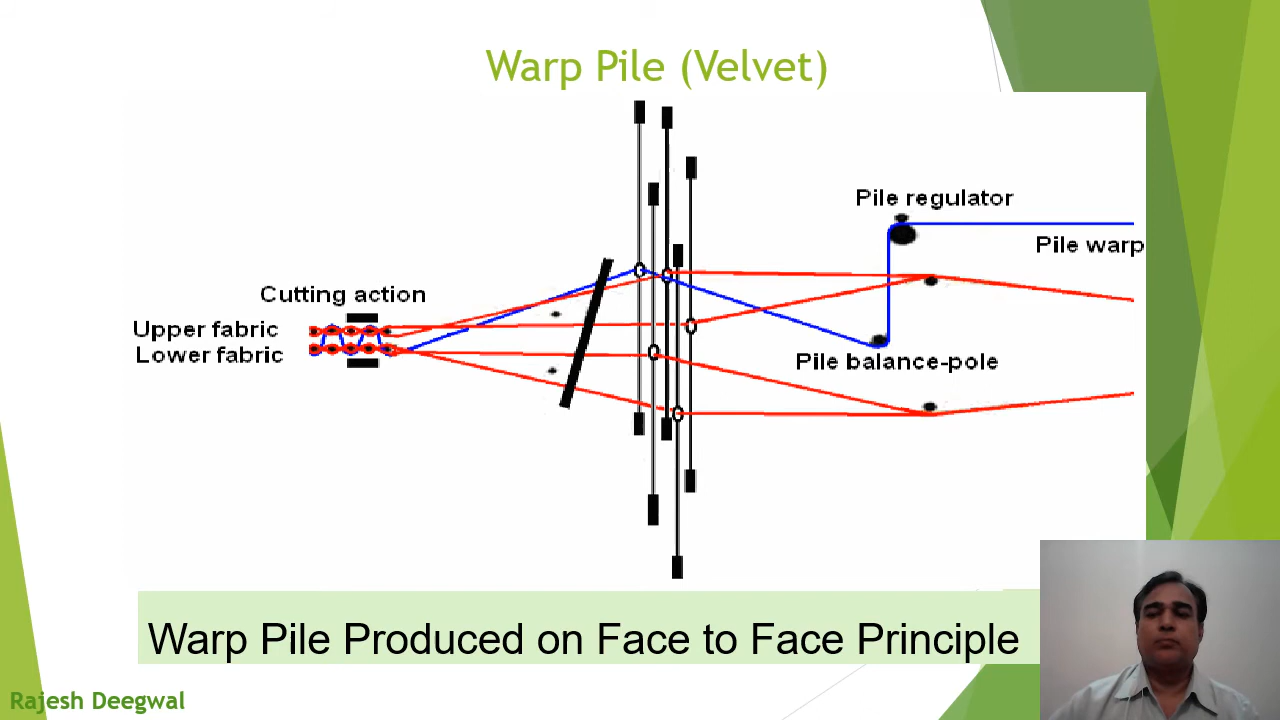 Warp Pile (Velvet)
Pile regulator
Pile warp
Cutting action
Upper fabric
Lower fabric
Pile balance-pole
Warp Pile Produced on Face to Face Principle
Rajesh Deegwal